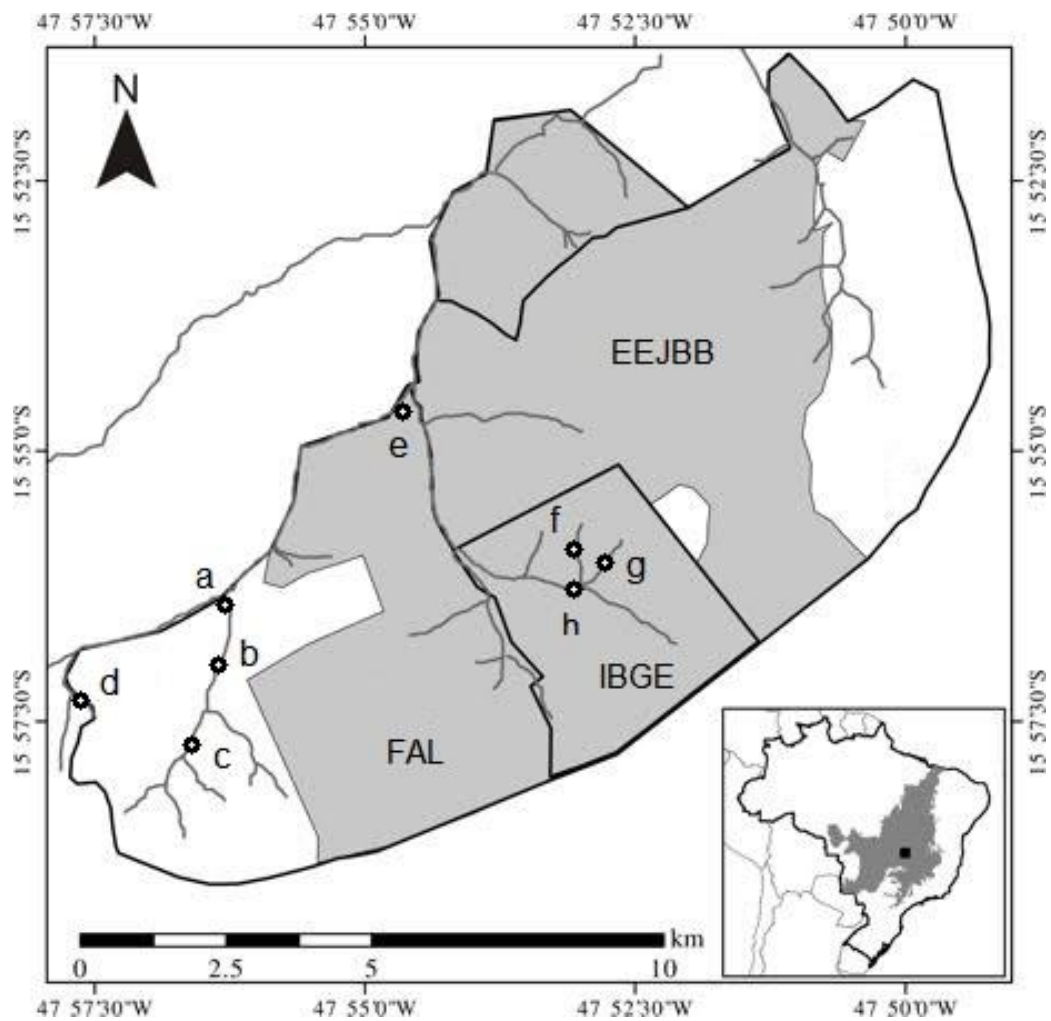 47 57'30"W 47 55'0"W 47 52'30"W 47 50'0"W
N
15 52'30"S 15 52'30"S
EEJBB
15 55'0"S e 15 55'0"S
f
g
a
h
b
IBGE
d
15 57'30"S 15 57'30"S
c FAL
km
0 2.5 5 10
47 57'30"W 47 55'0"W 47 52'30"W 47 50'0"W